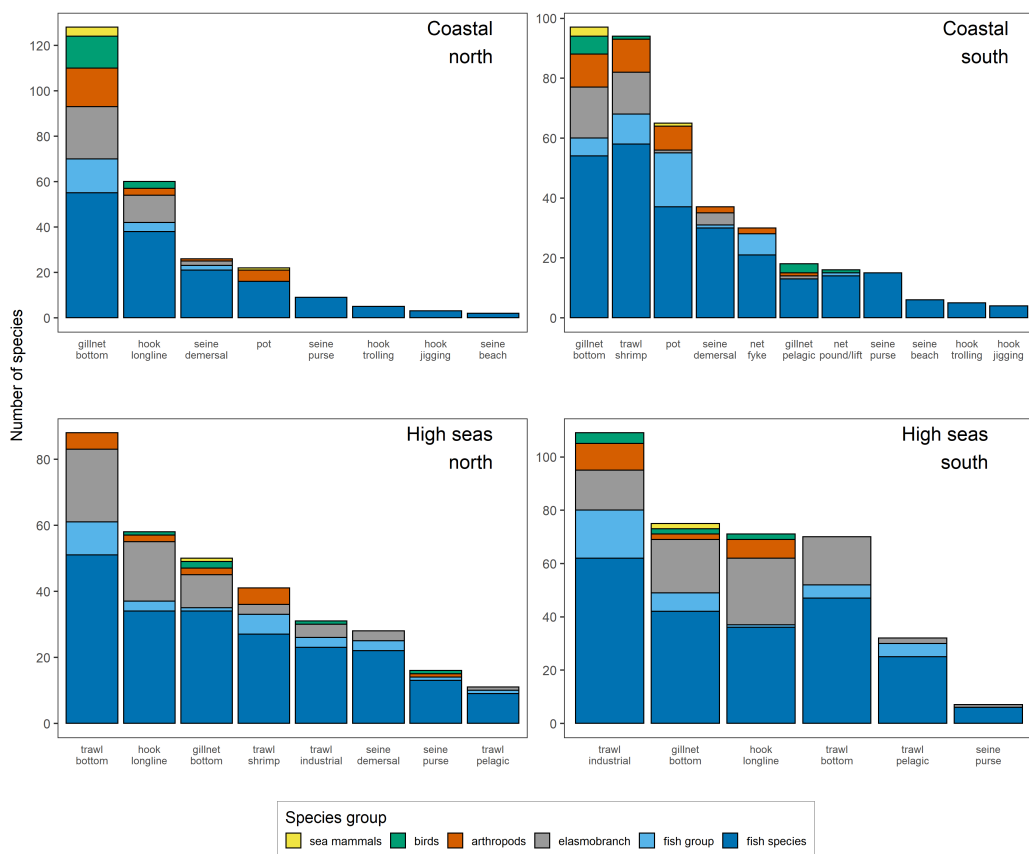 Number of species
Coastal
north
120
100
80
60
40
20
0
gillnet hook seine pot seine hook hook seine
bottom longline demersal purse trolling jigging beach
Coastal
south
100
80
60
40
20
0
gillnet trawl pot seine net gillnet net seine seine hook hook
bottom shrimp demersal fyke pelagic pound/lift purse beach trolling jigging
High seas
north
80
60
40
20
0
trawl hook gillnet trawl trawl seine seine trawl
bottom longline bottom shrimp industrial demersal purse pelagic
High seas
south
100
80
60
40
20
0
trawl gillnet hook trawl trawl seine
industrial bottom longline bottom pelagic purse
Species group
sea mammals birds arthropods elasmobranch fish group fish species